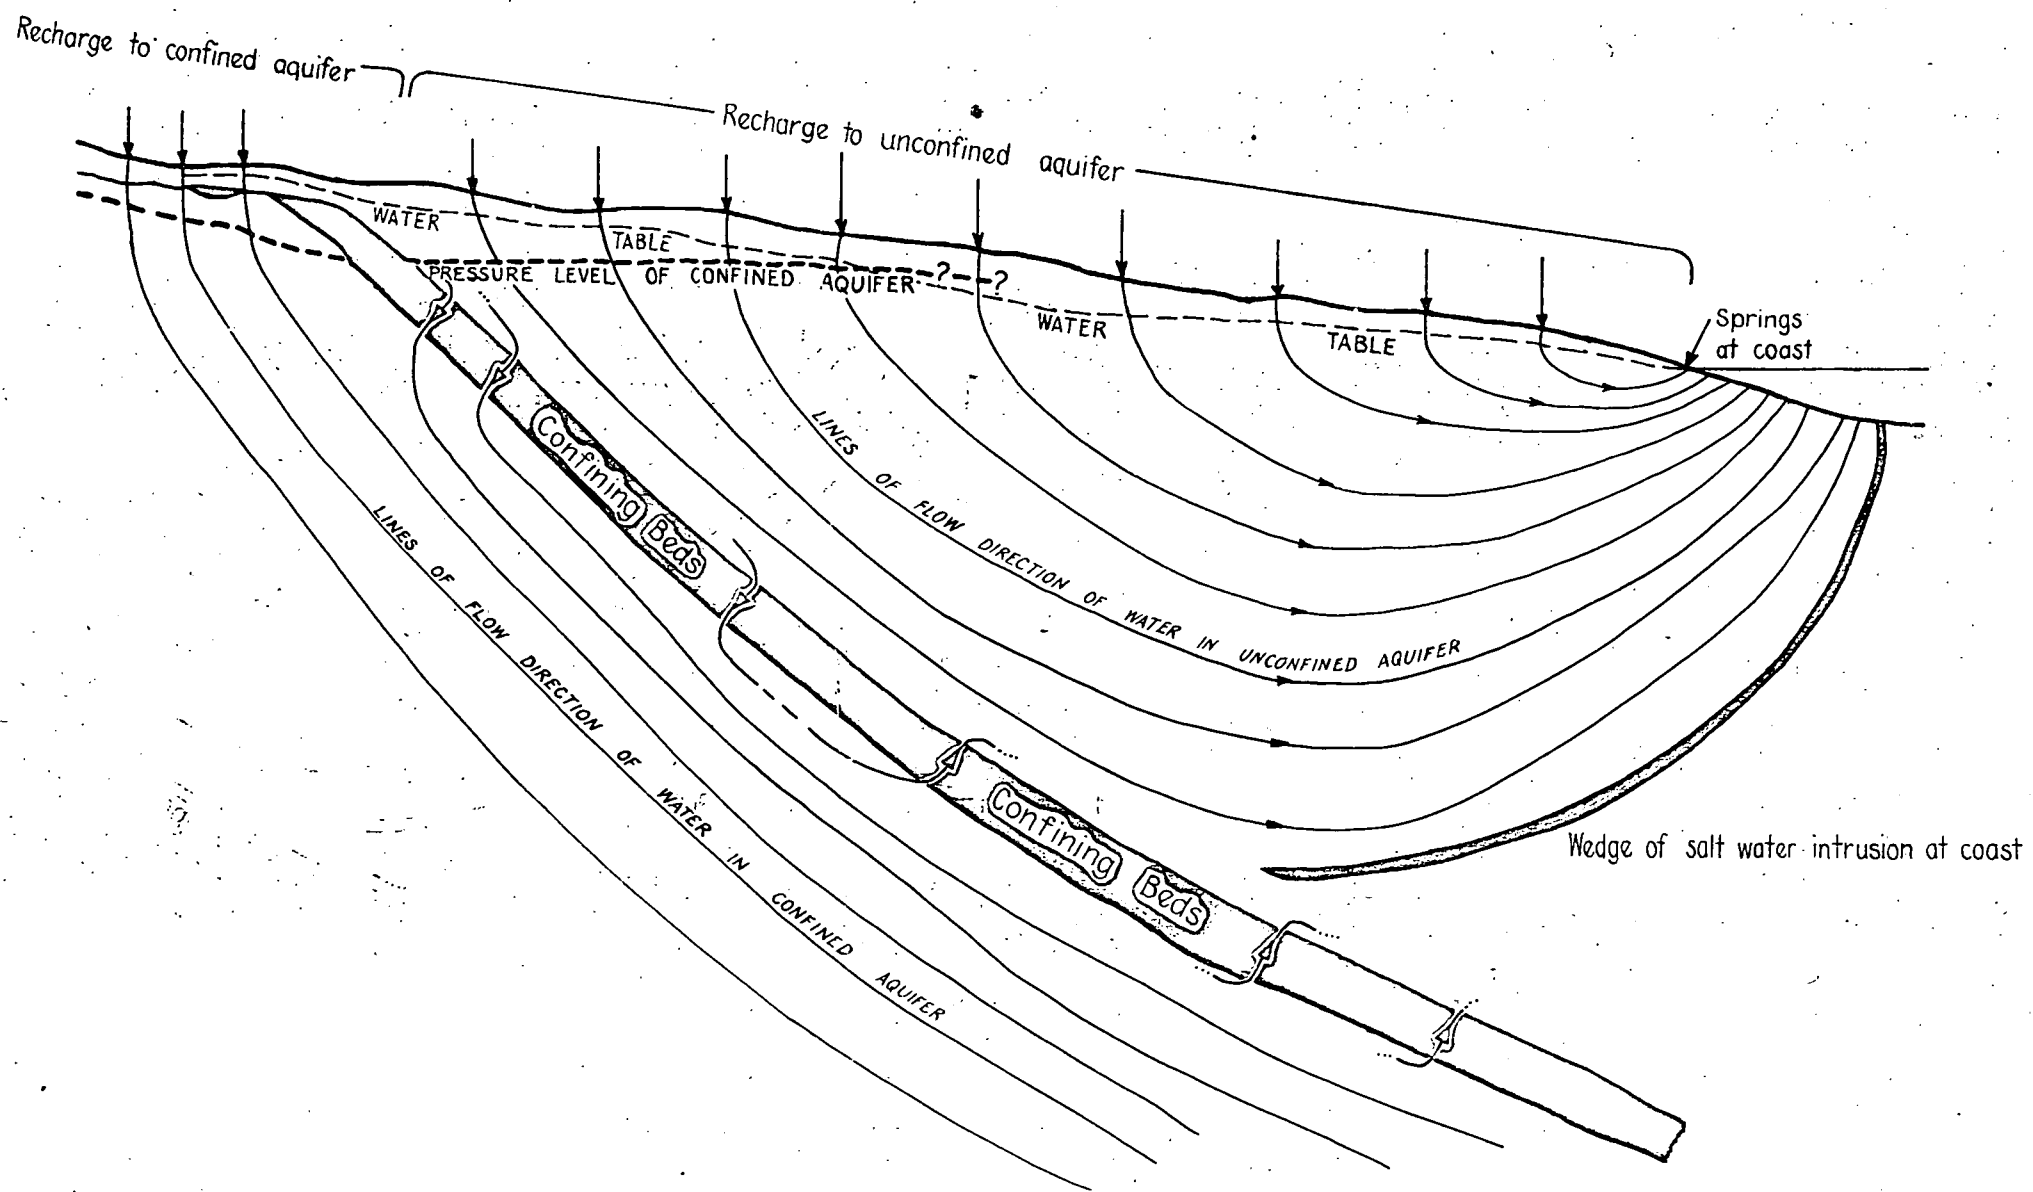 Recharge to confined aquifer
Recharge to unconfined aquifer
WATER TABLE
PRESSURE LEVEL OF CONFINED AQUIFER ? ?
WATER TABLE
Springs
at coast
LINES OF FLOW DIRECTION OF WATER IN UNCONFINED AQUIFER
Confining Beds
LINES OF FLOW DIRECTION OF WATER IN CONFINED AQUIFER
Confining Beds
Wedge of salt water intrusion at coast